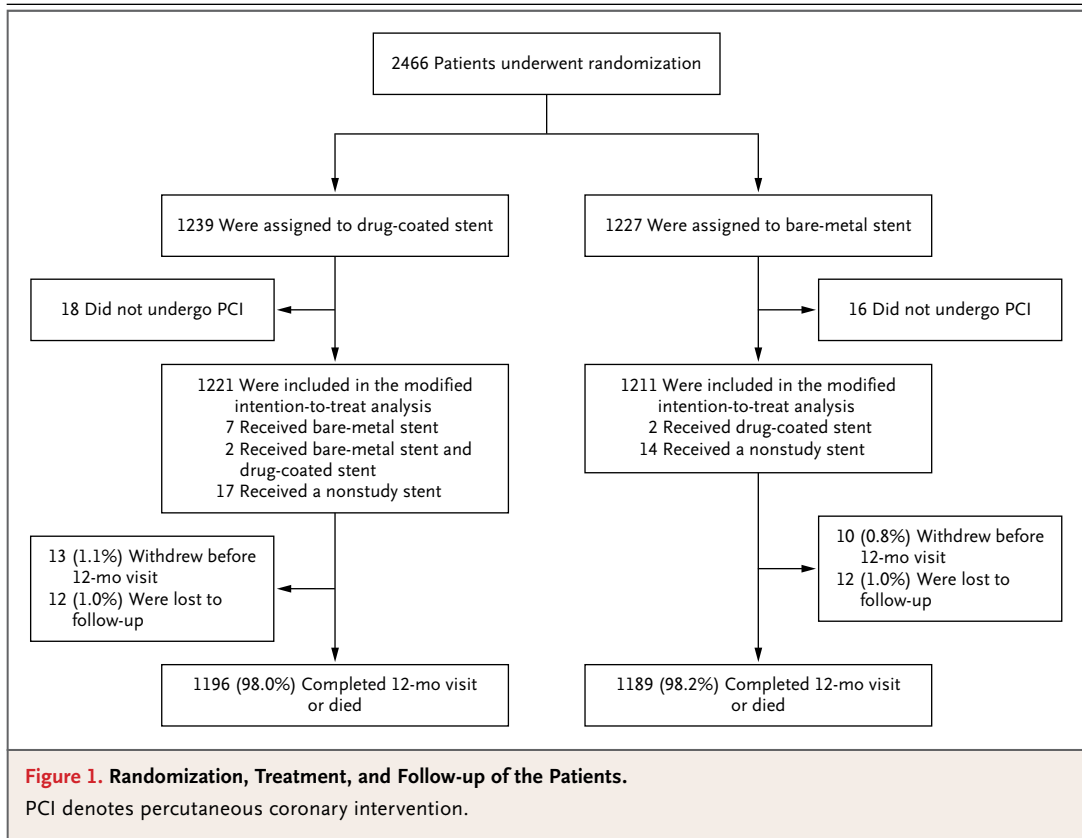 2466 Patients underwent randomization
1239 Were assigned to drug-coated stent
1227 Were assigned to bare-metal stent
18 Did not undergo PCI
16 Did not undergo PCI
1221 Were included in the modified
intention-to-treat analysis
7 Received bare-metal stent
2 Received bare-metal stent and
drug-coated stent
17 Received a nonstudy stent
1211 Were included in the modified
intention-to-treat analysis
2 Received drug-coated stent
14 Received a nonstudy stent
13 (1.1%) Withdrew before
12-mo visit
12 (1.0%) Were lost to
follow-up
10 (0.8%) Withdrew before
12-mo visit
12 (1.0%) Were lost to
follow-up
1196 (98.0%) Completed 12-mo visit
or died
1189 (98.2%) Completed 12-mo visit
or died
Figure 1. Randomization, Treatment, and Follow-up of the Patients.
PCI denotes percutaneous coronary intervention.